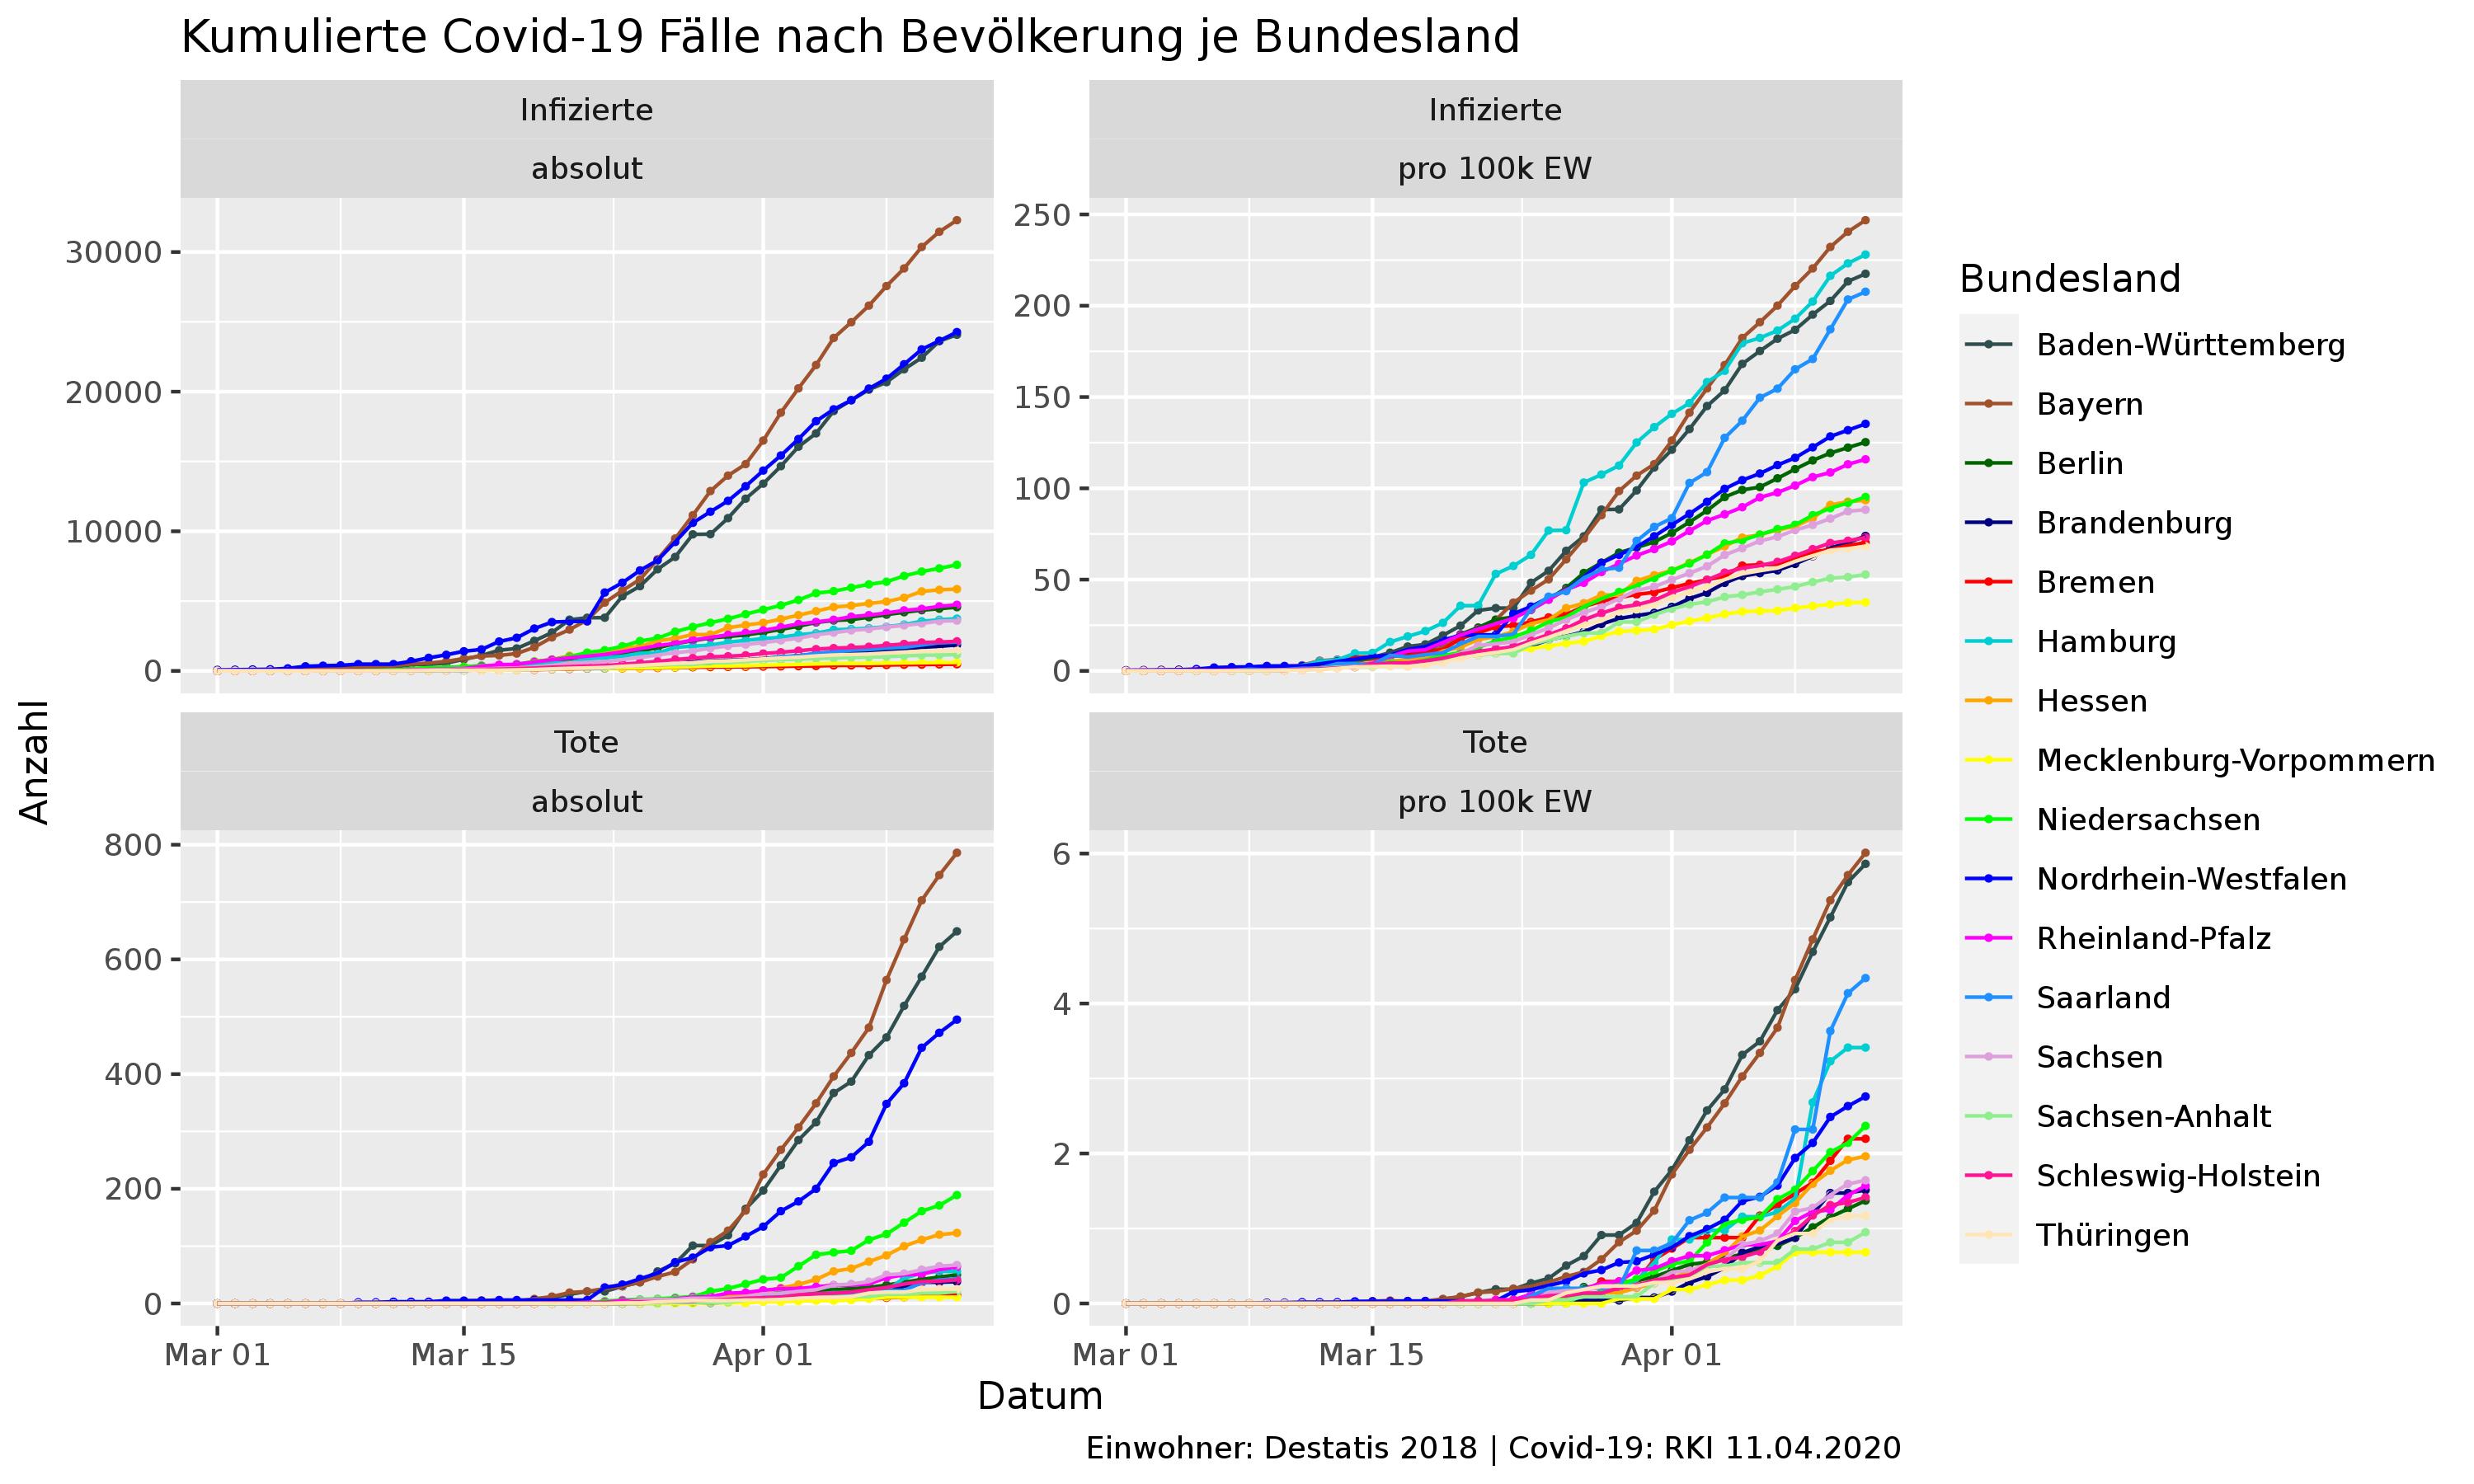 Kumulierte Covid-19 Fälle nach Bevölkerung je Bundesland
Infizierte
absolut
Infizierte
pro 100k EW
30000
20000
10000
0
250
200
150
100
50
0
Tote
absolut
Tote
pro 100k EW
800
600
400
200
0
6
4
2
0
Mar 01
Mar 15
Apr 01
Mar 01
Mar 15
Apr 01
Anzahl
Datum
Bundesland
Baden-Württemberg
Bayern
Berlin
Brandenburg
Bremen
Hamburg
Hessen
Mecklenburg-Vorpommern
Niedersachsen
Nordrhein-Westfalen
Rheinland-Pfalz
Saarland
Sachsen
Sachsen-Anhalt
Schleswig-Holstein
Thüringen
Einwohner: Destatis 2018 | Covid-19: RKI 11.04.2020